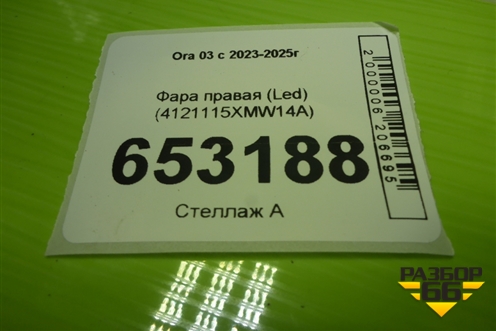 Ora 03 с 2023-2025г
Фара правая (Led)
(4121115XMW14A)
653188
Стеллаж А
2000006206695
РАЗБОР
66